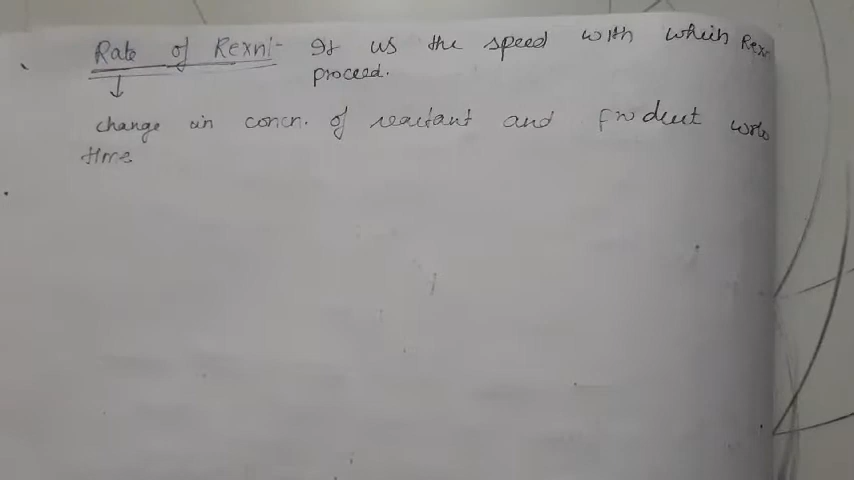 Rate of Rexn:- It is the speed with which Rexn
proceed.
change in concn. of reactant and product w.r.to
time